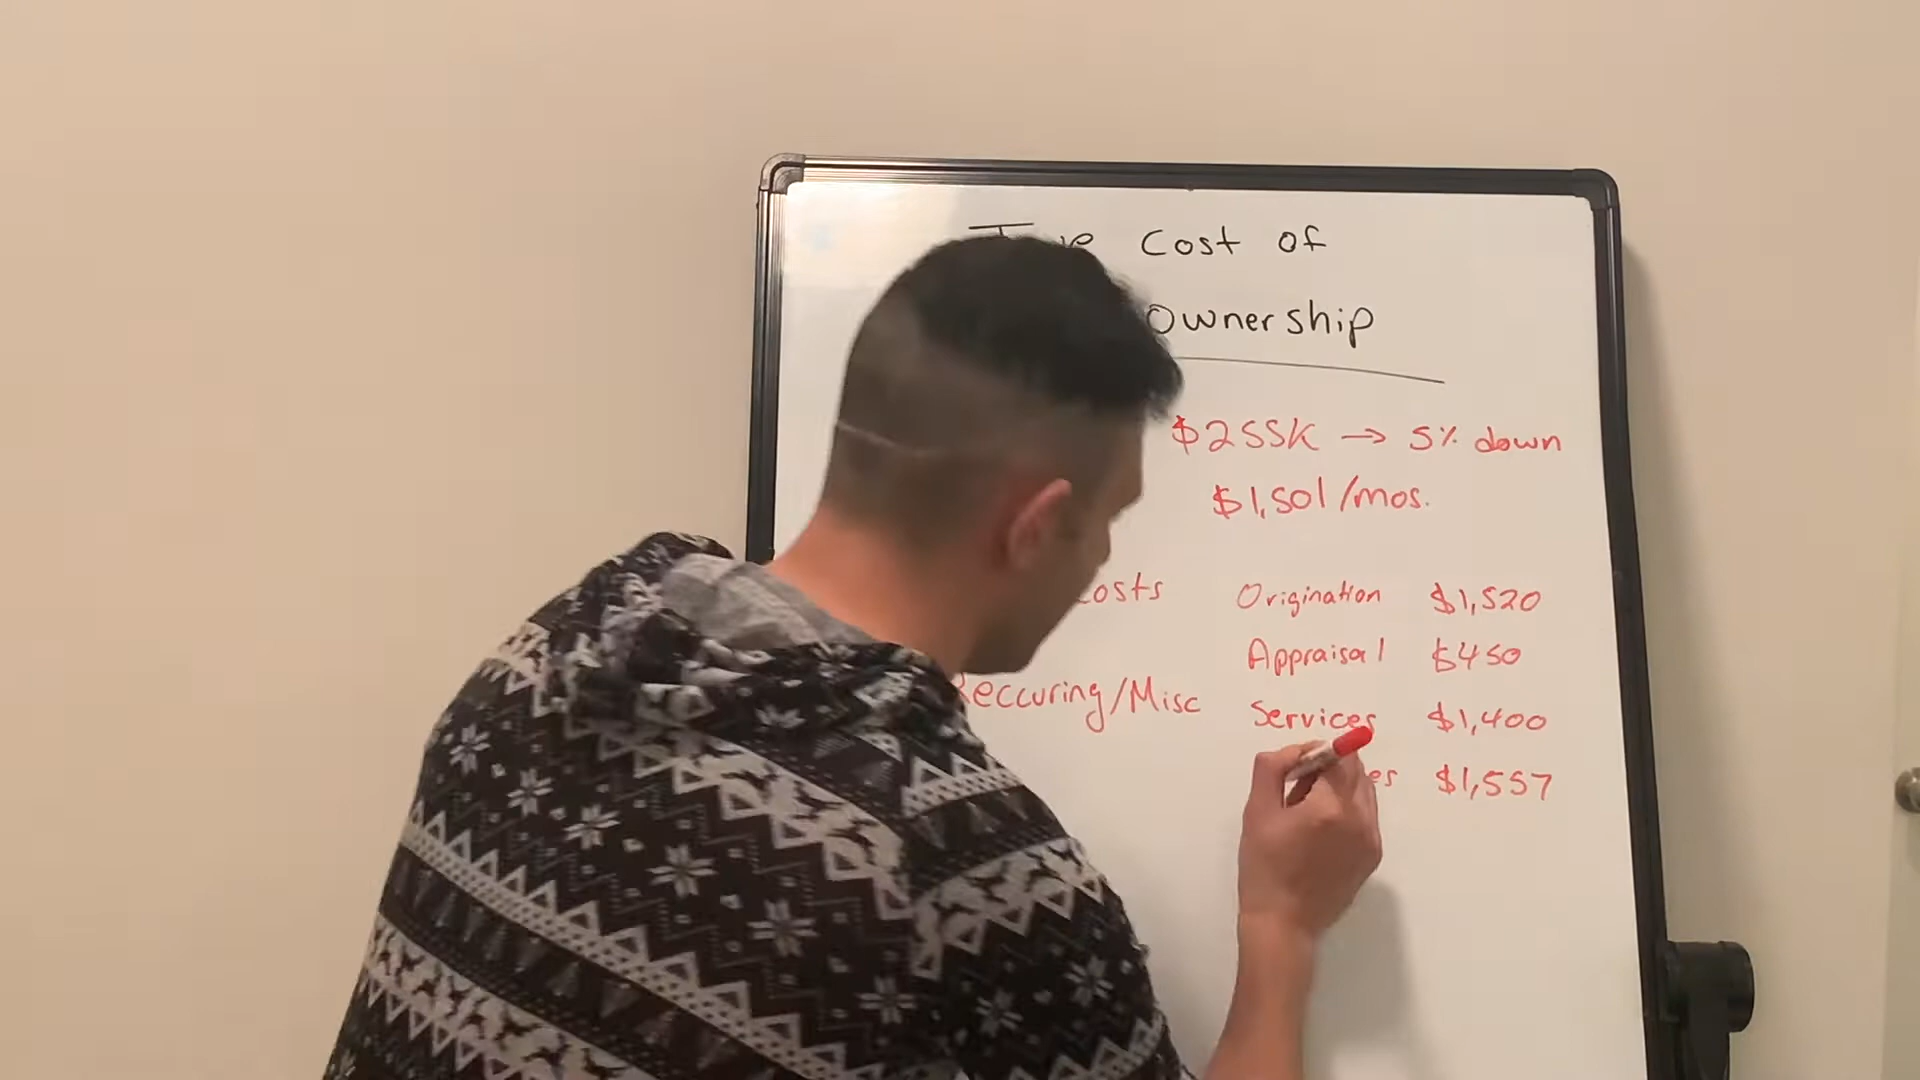 Cost of
Ownership
$255K → 5% down
$1,501/mos.
Costs
Origination $1,520
Appraisal $450
Reccuring/Misc
Services $1,400
$1,557